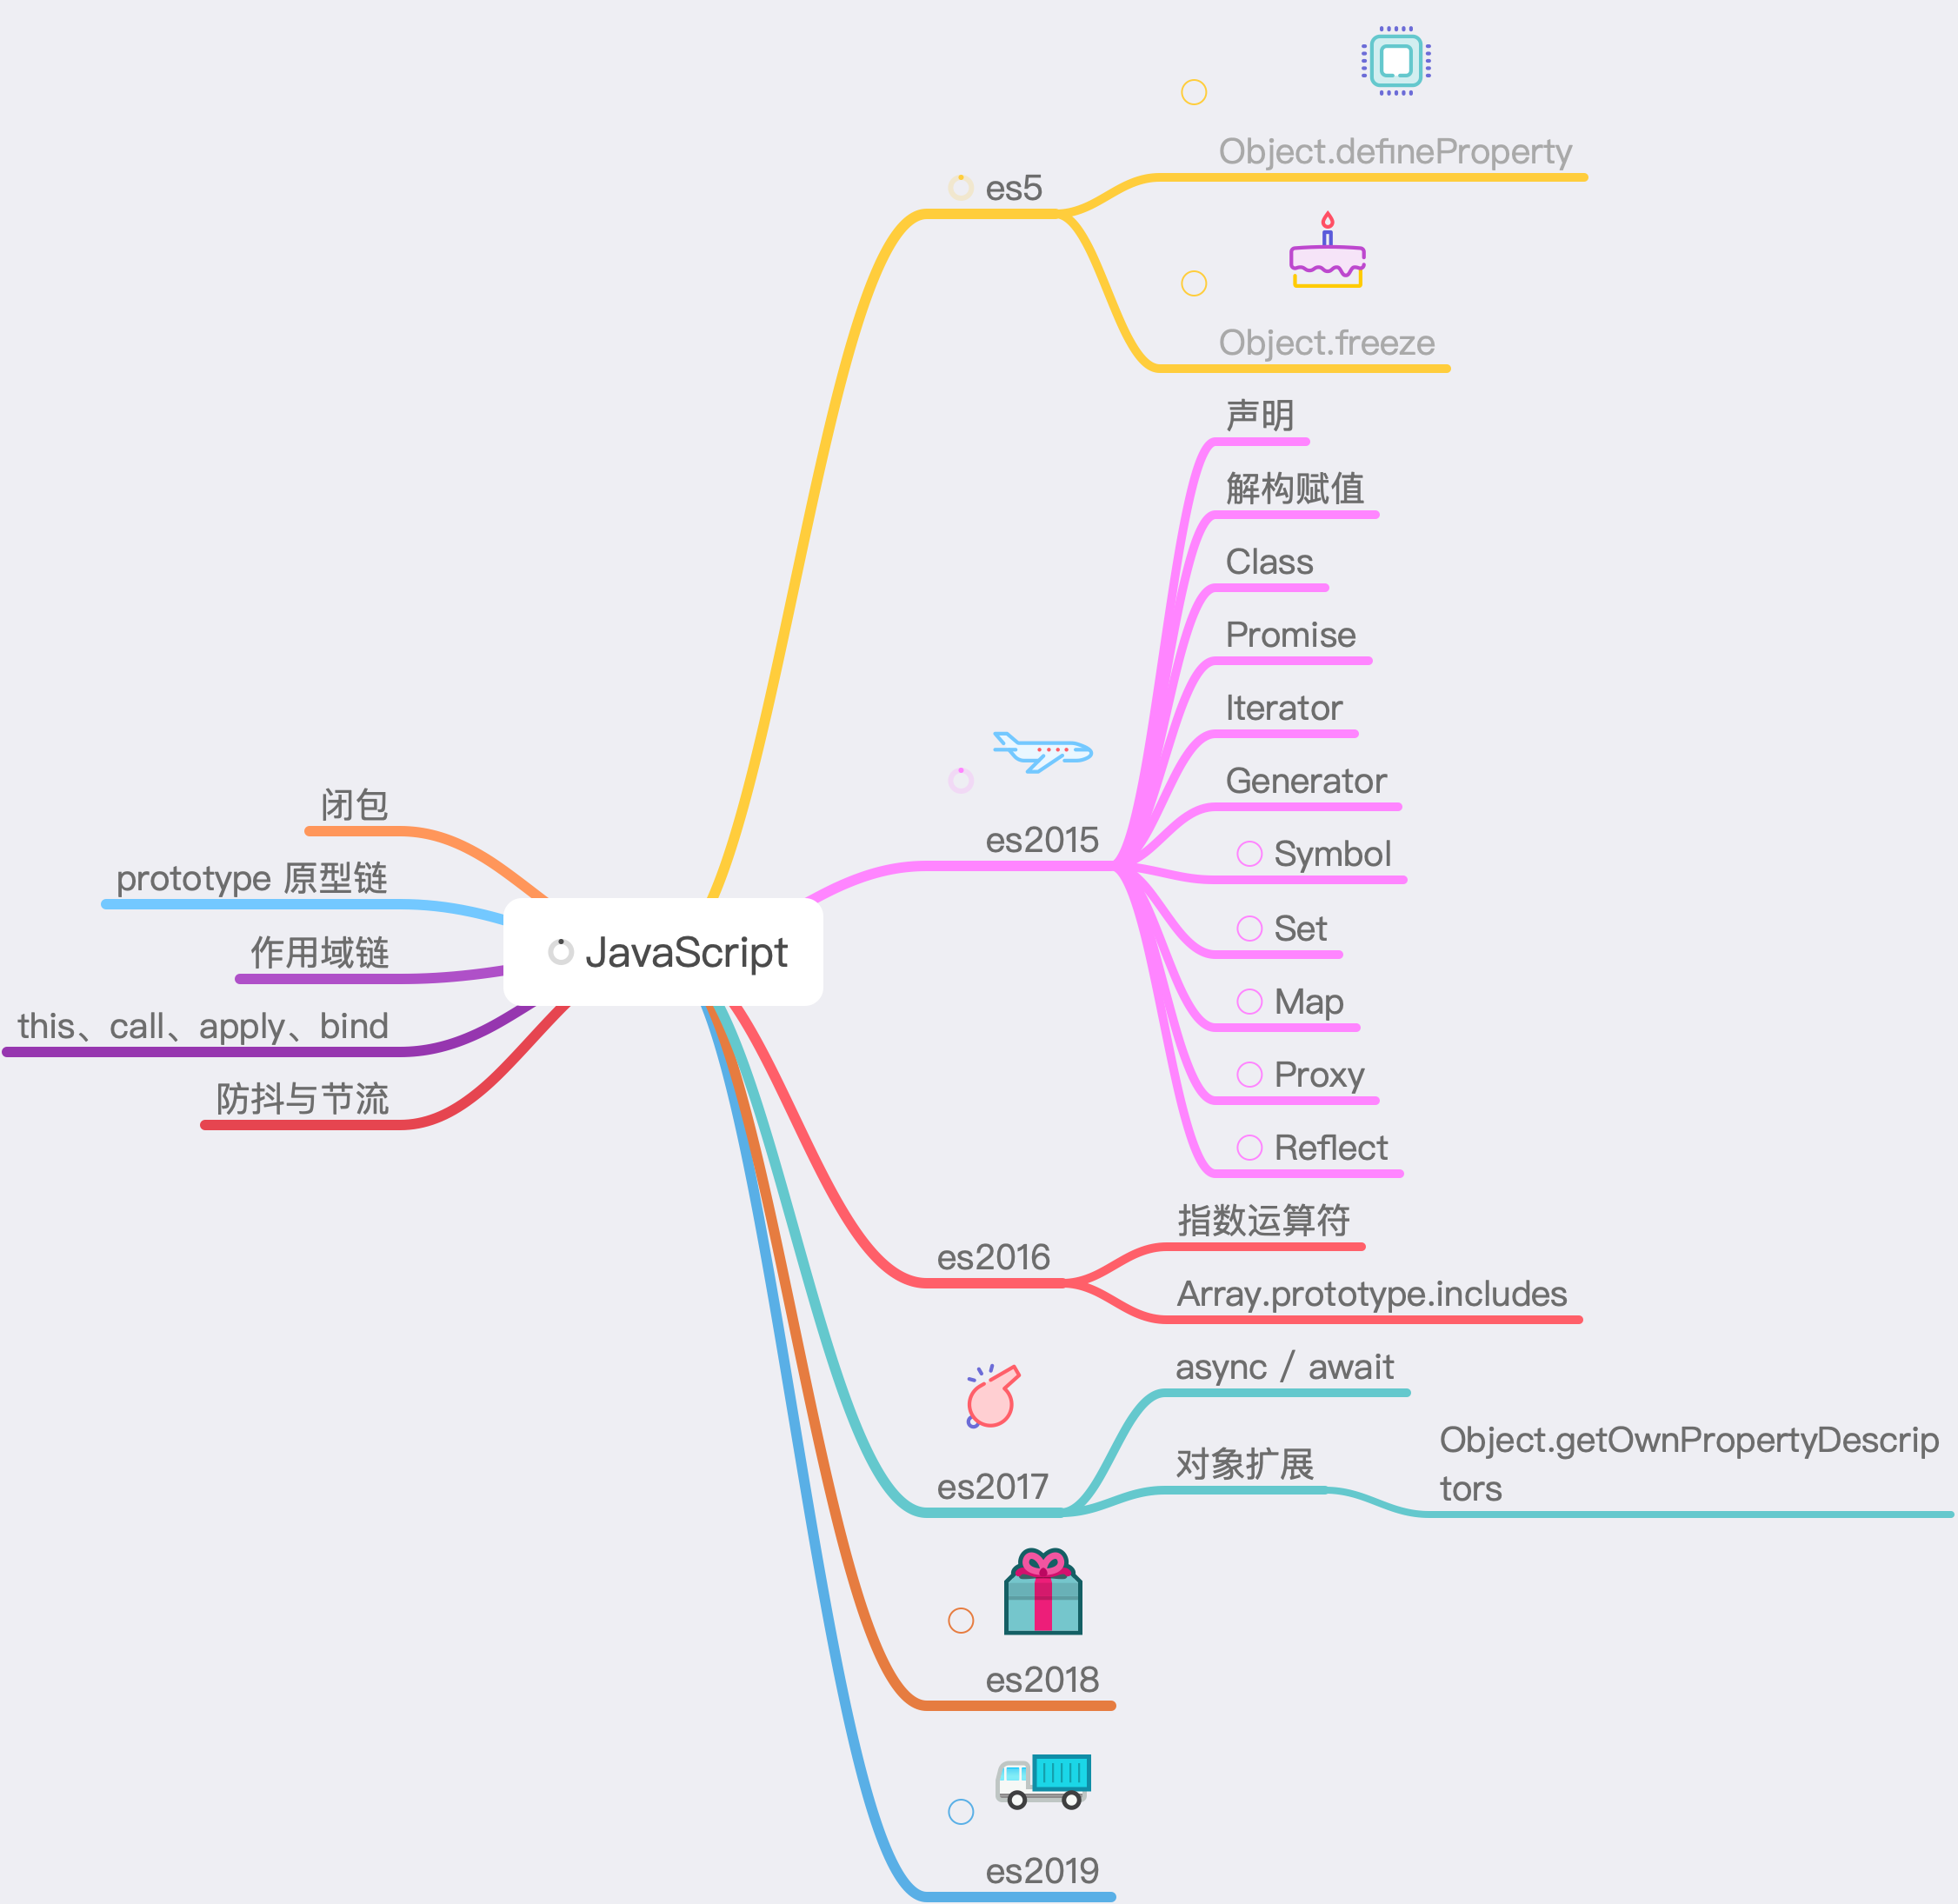 Object.defineProperty
es5
Object.freeze
声明
解构赋值
Class
Promise
Iterator
Generator
es2015
Symbol
Set
Map
Proxy
Reflect
闭包
prototype 原型链
作用域链
this、call、apply、bind
防抖与节流
JavaScript
指数运算符
es2016
Array.prototype.includes
async / await
对象扩展
Object.getOwnPropertyDescrip
tors
es2017
es2018
es2019